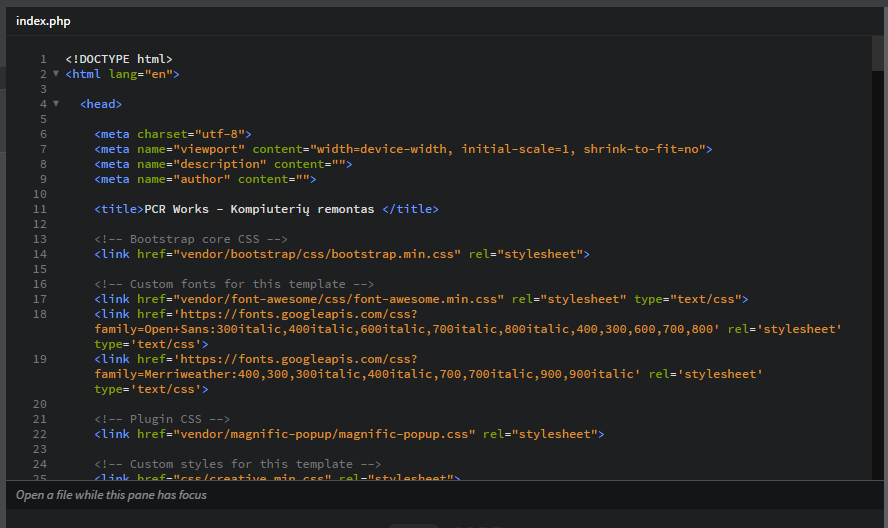 index.php
1 <!DOCTYPE html>
2 <html lang="en">
3
4 <head>
5
6 <meta charset="utf-8">
7 <meta name="viewport" content="width=device-width, initial-scale=1, shrink-to-fit=no">
8 <meta name="description" content="">
9 <meta name="author" content="">
10
11 <title>PCR Works - Kompiuterių remontas </title>
12
13 <!-- Bootstrap core CSS -->
14 <link href="vendor/bootstrap/css/bootstrap.min.css" rel="stylesheet">
15
16 <!-- Custom fonts for this template -->
17 <link href="vendor/font-awesome/css/font-awesome.min.css" rel="stylesheet" type="text/css">
18 <link href='https://fonts.googleapis.com/css?
family=Open+Sans:300italic,400italic,600italic,700italic,800italic,400,300,600,700,800' rel='stylesheet'
type='text/css'>
19 <link href='https://fonts.googleapis.com/css?
family=Merriweather:400,300,300italic,400italic,700,700italic,900,900italic' rel='stylesheet'
type='text/css'>
20
21 <!-- Plugin CSS -->
22 <link href="vendor/magnific-popup/magnific-popup.css" rel="stylesheet">
23
24 <!-- Custom styles for this template -->
25 <link href="css/creative.min.css" rel="stylesheet">
Open a file while this pane has focus